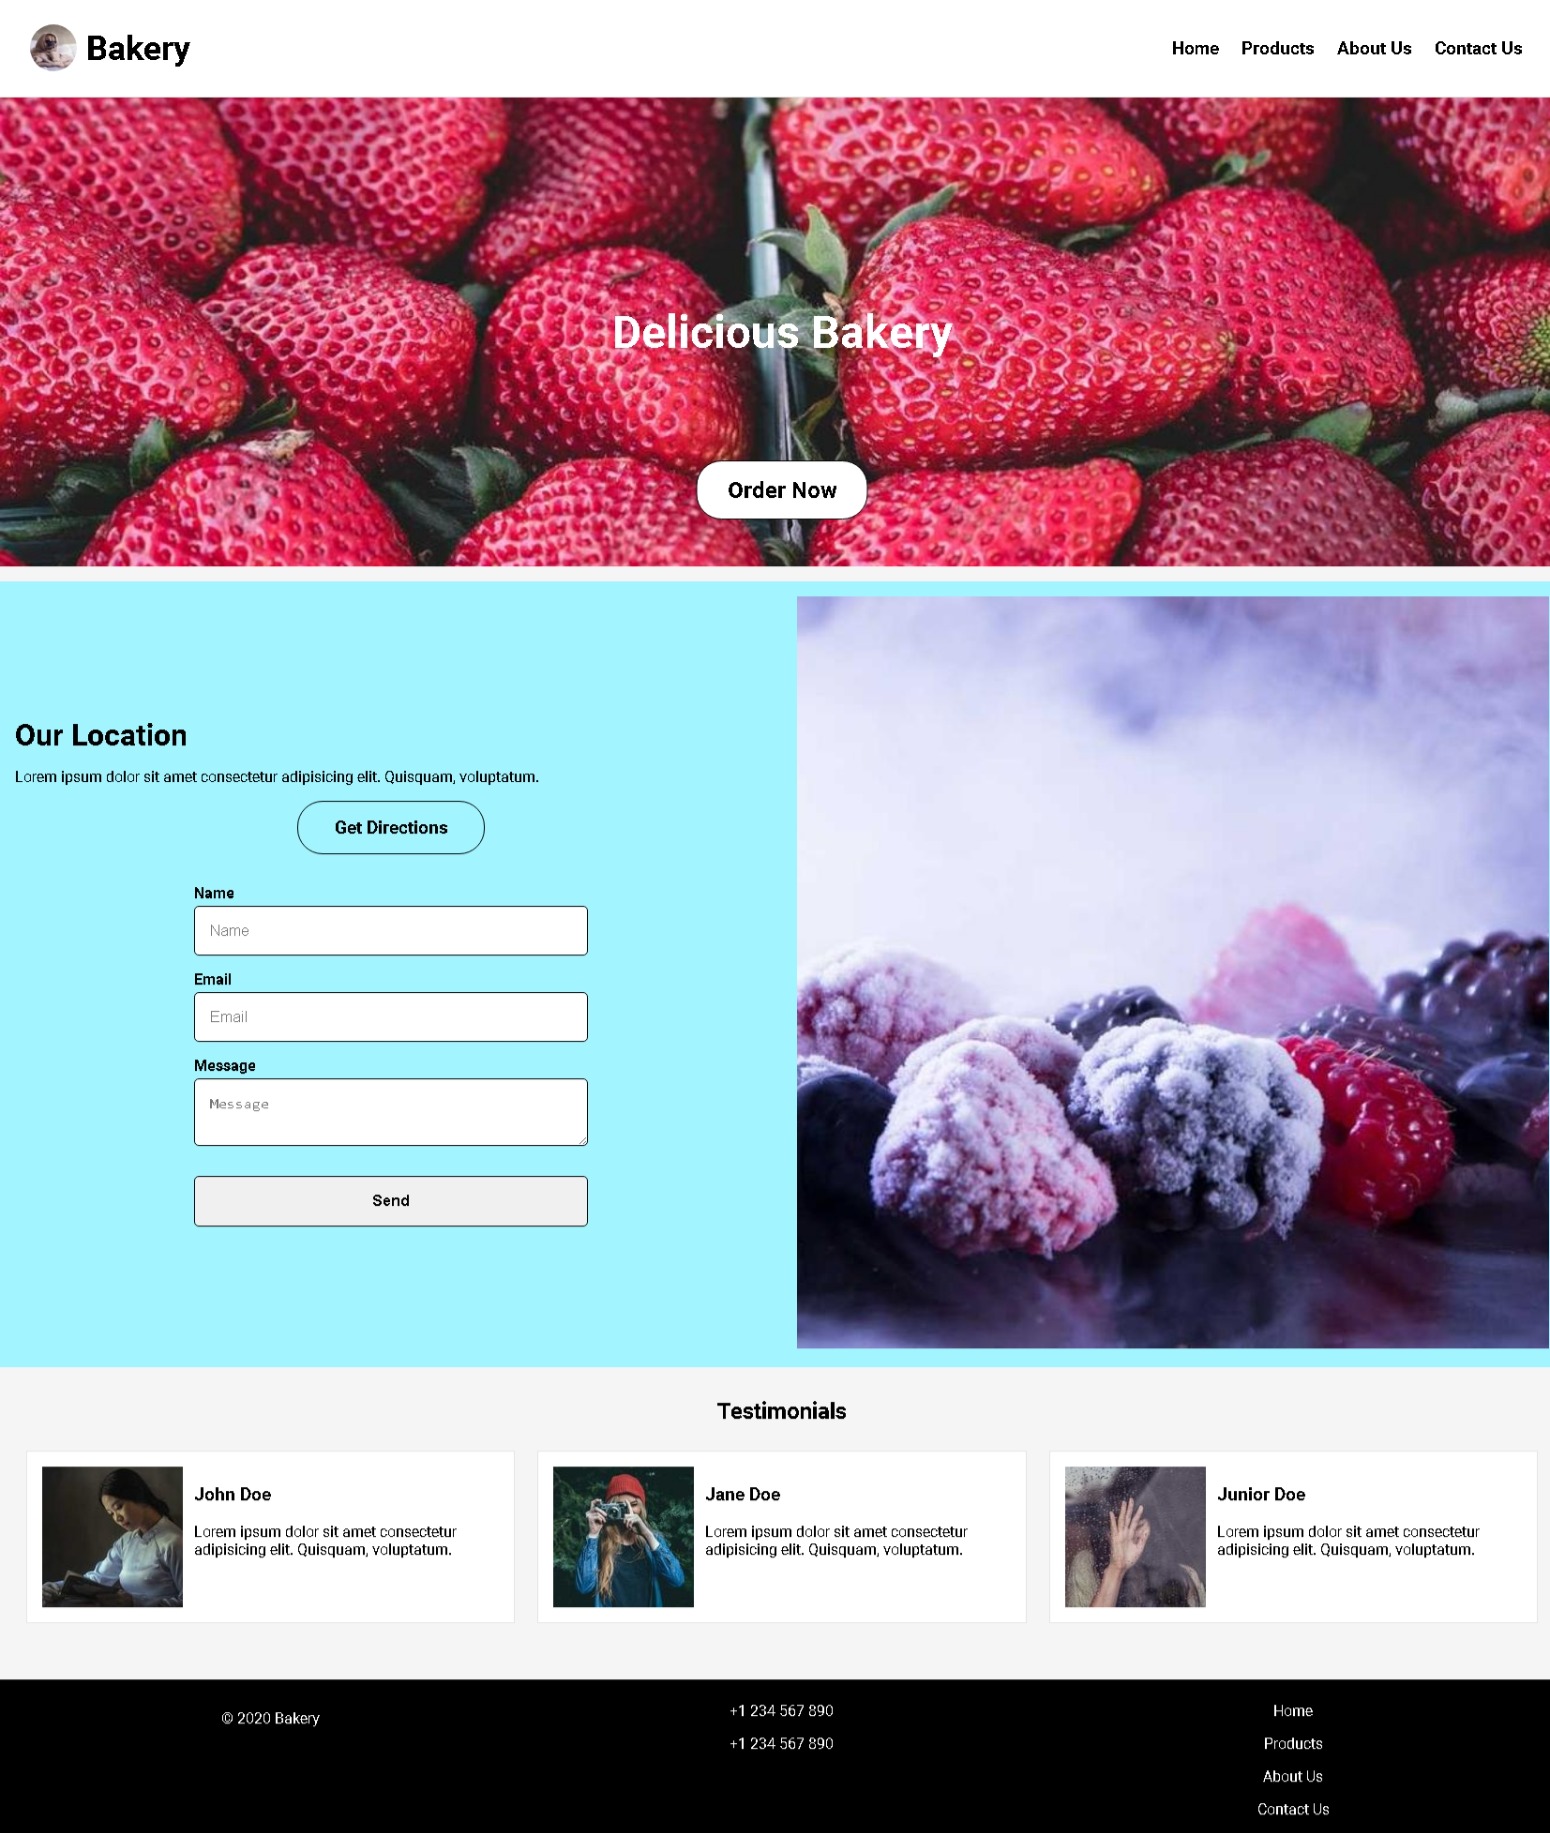 Bakery
Home Products About Us Contact Us
Delicious Bakery
Order Now
Our Location
Lorem ipsum dolor sit amet consectetur adipisicing elit. Quisquam, voluptatum.
Get Directions
Name
Name
Email
Email
Message
Message
Send
Testimonials
John Doe
Lorem ipsum dolor sit amet consectetur
adipisicing elit. Quisquam, voluptatum.
Jane Doe
Lorem ipsum dolor sit amet consectetur
adipisicing elit. Quisquam, voluptatum.
Junior Doe
Lorem ipsum dolor sit amet consectetur
adipisicing elit. Quisquam, voluptatum.
© 2020 Bakery
+1 234 567 890
+1 234 567 890
Home
Products
About Us
Contact Us